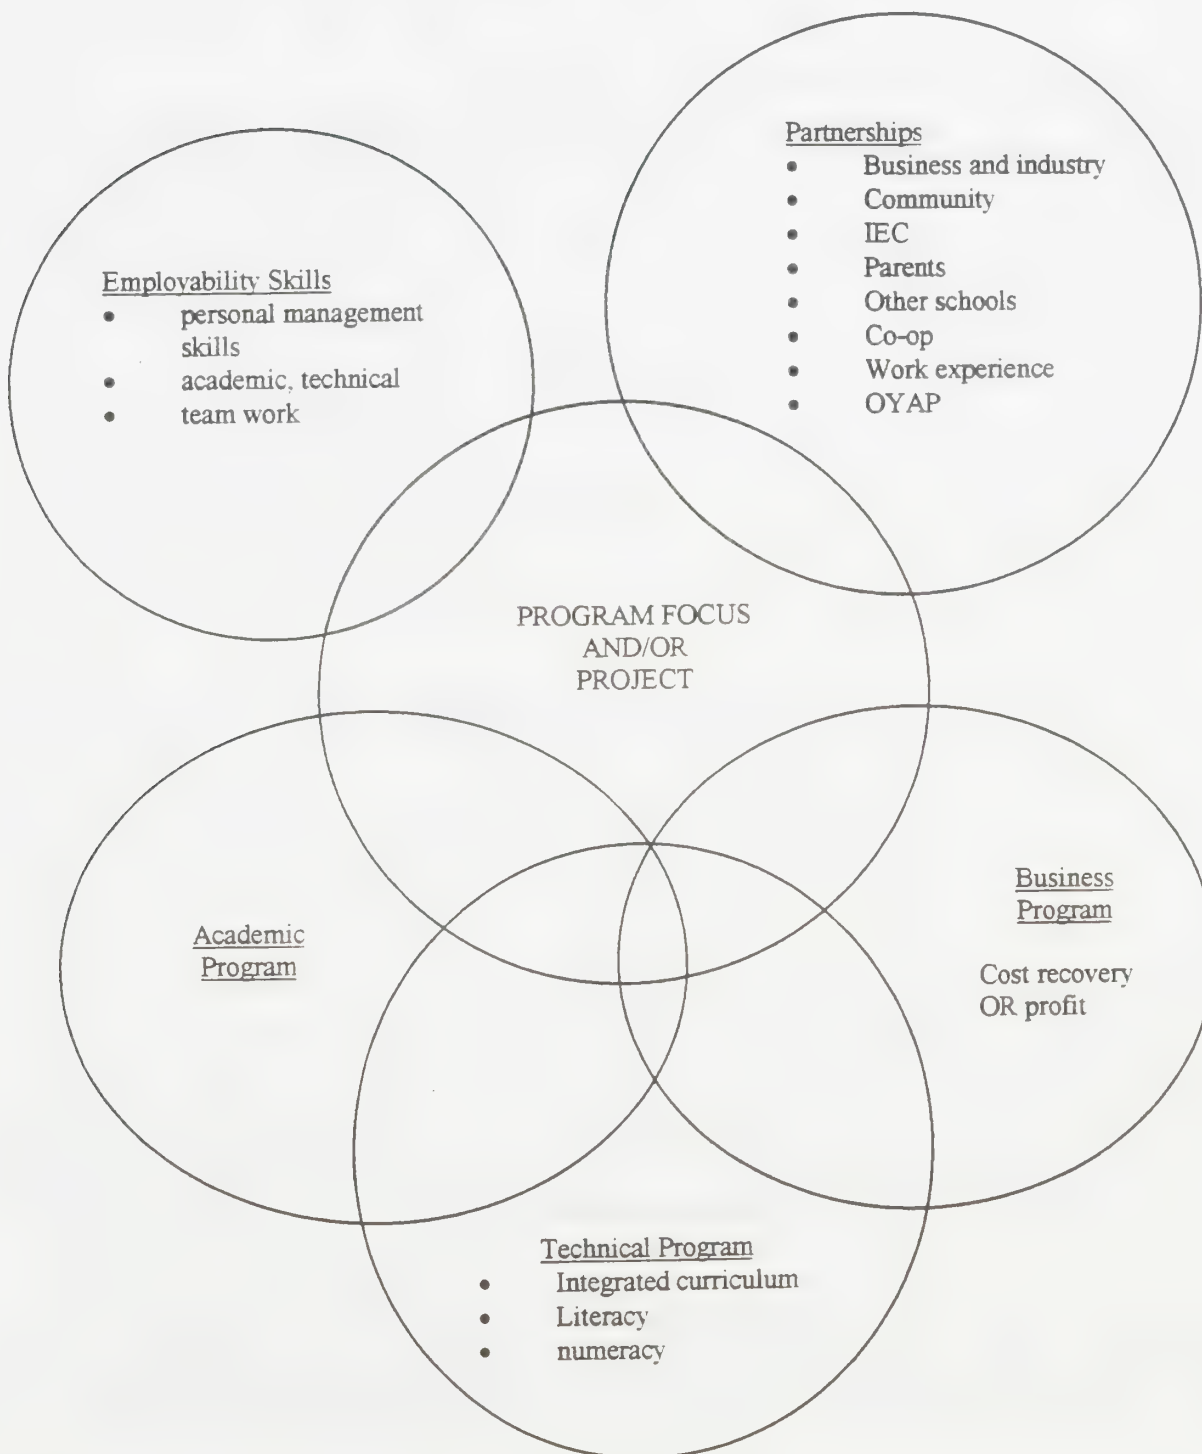 Partnerships
• Business and industry
• Community
• IEC
• Parents
• Other schools
• Co-op
• Work experience
• OYAP
Employability Skills
• personal management
skills
• academic, technical
• team work
PROGRAM FOCUS
AND/OR
PROJECT
Academic
Program
Business
Program
Cost recovery
OR profit
Technical Program
• Integrated curriculum
• Literacy
• numeracy